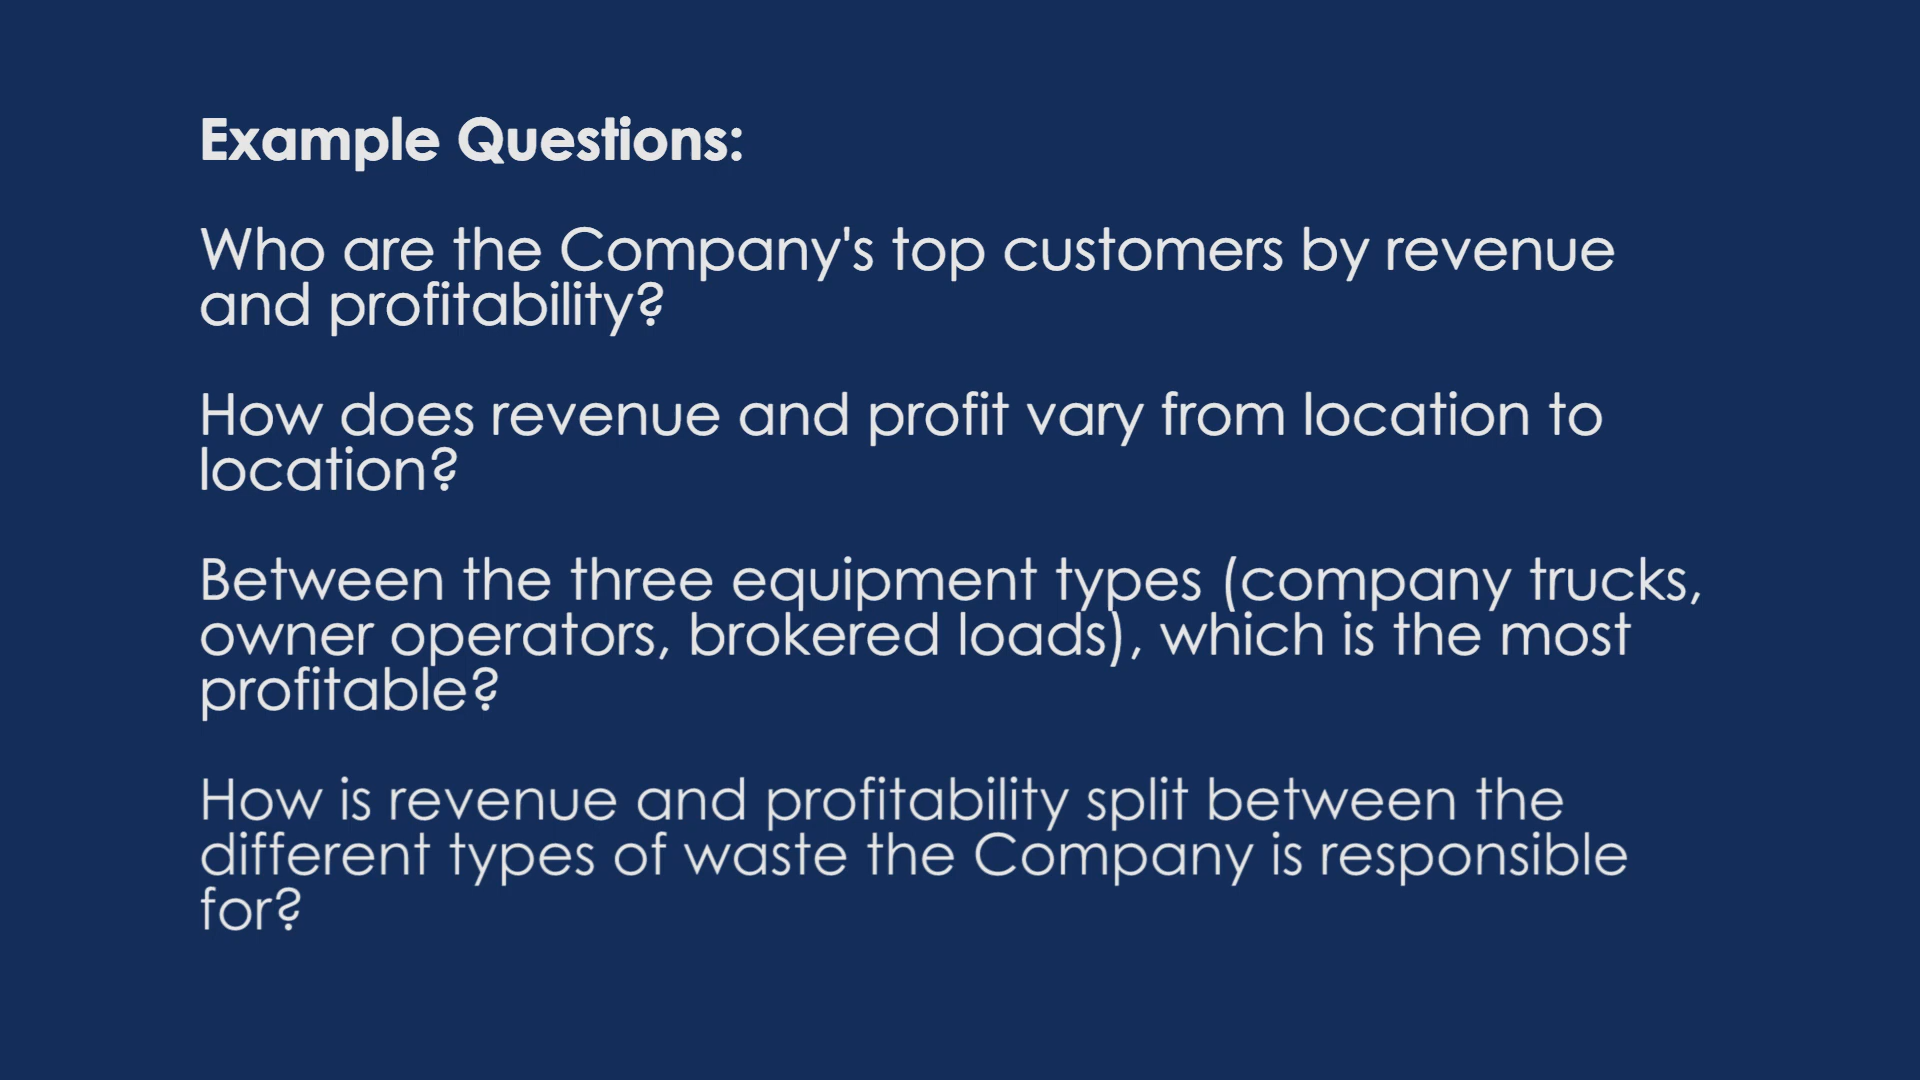 Example Questions:
Who are the Company's top customers by revenue
and profitability?
How does revenue and profit vary from location to
location?
Between the three equipment types (company trucks,
owner operators, brokered loads), which is the most
profitable?
How is revenue and profitability split between the
different types of waste the Company is responsible
for?